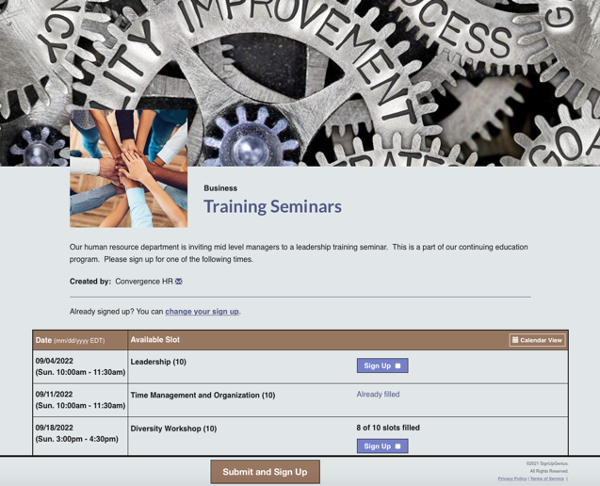 IMPROVEMENT
OCESS
CY
LITY
STRATE
GOA
G
Business
Training Seminars
Our human resource department is inviting mid level managers to a leadership training seminar. This is a part of our continuing education
program. Please sign up for one of the following times.
Created by: Convergence HR
Already signed up? You can change your sign up.
Date (mm/dd/yyyy EDT) Available Slot Calendar View
09/04/2022 Leadership (10) Sign Up
(Sun. 10:00am - 11:30am)
09/11/2022 Time Management and Organization (10) Already filled
(Sun. 10:00am - 11:30am)
09/18/2022 Diversity Workshop (10) 8 of 10 slots filled
(Sun. 3:00pm - 4:30pm) Sign Up
Submit and Sign Up
©2021 SignUpGenius.
All Rights Reserved.
Privacy Policy | Terms of Service |